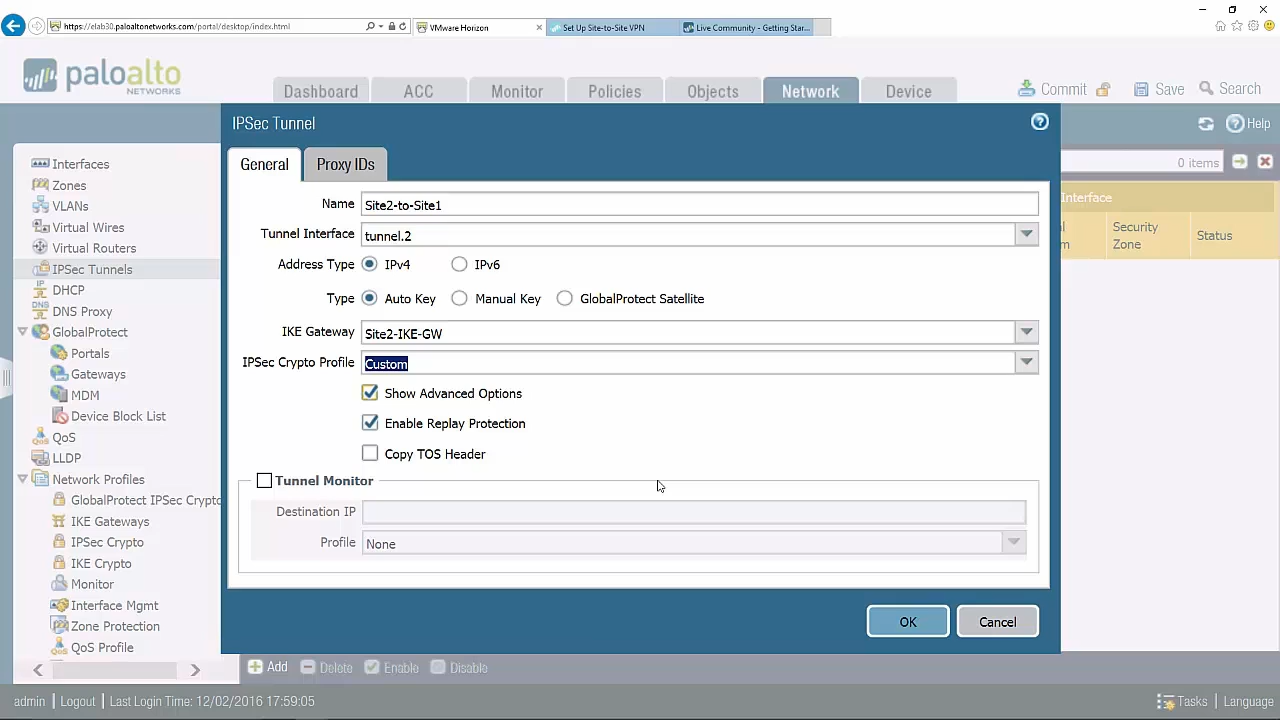 https://elab30.paloaltonetworks.com/portal/desktop/index.html
VMware Horizon
Set Up Site-to-Site VPN
Live Community - Getting Star...
paloalto
NETWORKS
Dashboard
ACC
Monitor
Policies
Objects
Network
Device
Commit
Save
Search
IPSec Tunnel
Help
Interfaces
Zones
VLANs
Virtual Wires
Virtual Routers
IPSec Tunnels
DHCP
DNS Proxy
GlobalProtect
Portals
Gateways
MDM
Device Block List
QoS
LLDP
Network Profiles
GlobalProtect IPSec Crypto
IKE Gateways
IPSec Crypto
IKE Crypto
Monitor
Interface Mgmt
Zone Protection
QoS Profile
General
Proxy IDs
Name
Site2-to-Site1
Tunnel Interface
tunnel.2
Address Type
IPv4
IPv6
Type
Auto Key
Manual Key
GlobalProtect Satellite
IKE Gateway
Site2-IKE-GW
IPSec Crypto Profile
Custom
Show Advanced Options
Enable Replay Protection
Copy TOS Header
Tunnel Monitor
Destination IP
Profile
None
OK
Cancel
0 items
Interface
Security
Zone
Status
Add
Delete
Enable
Disable
admin | Logout | Last Login Time: 12/02/2016 17:59:05
Tasks | Language